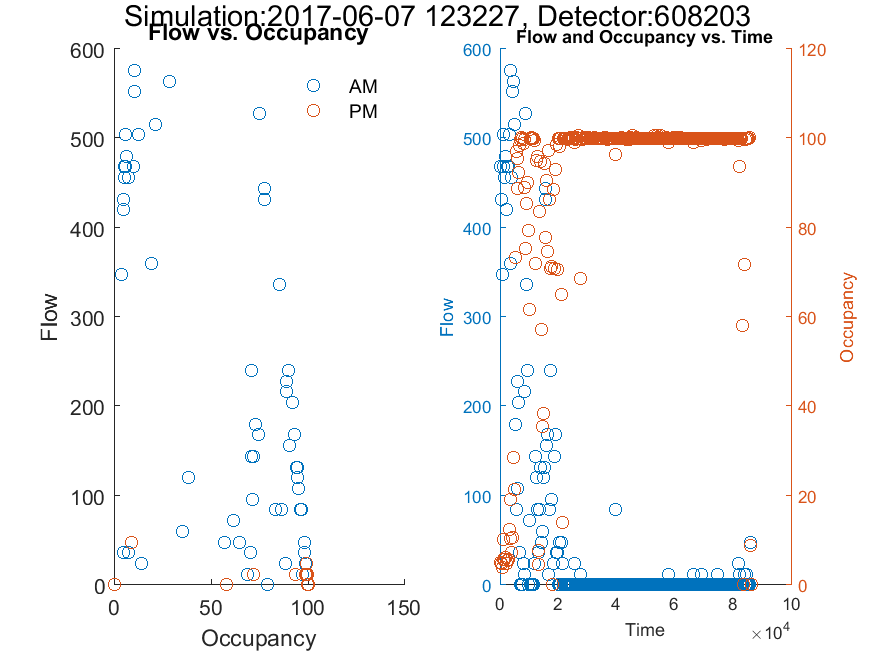 Simulation:2017-06-07 123227, Detector:608203
Flow vs. Occupancy
Flow
600
500
400
300
200
100
0
0 50 100 150
Occupancy
AM
PM
Flow and Occupancy vs. Time
Flow
600
500
400
300
200
100
0
0 2 4 6 8 10
×10^4
Time
120
100
80
60
40
20
0
Occupancy